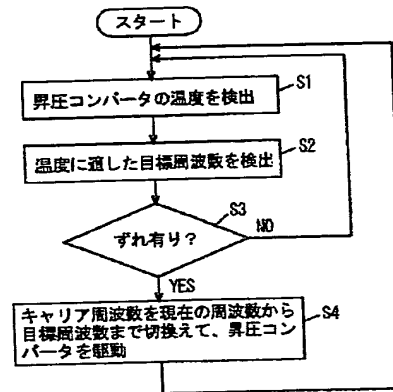 スタート
昇圧コンバータの温度を検出
S1
温度に適した目標周波数を検出
S2
ずれ有り?
S3
NO
YES
キャリア周波数を現在の周波数から
目標周波数まで切換えて、昇圧コン
バータを駆動
S4